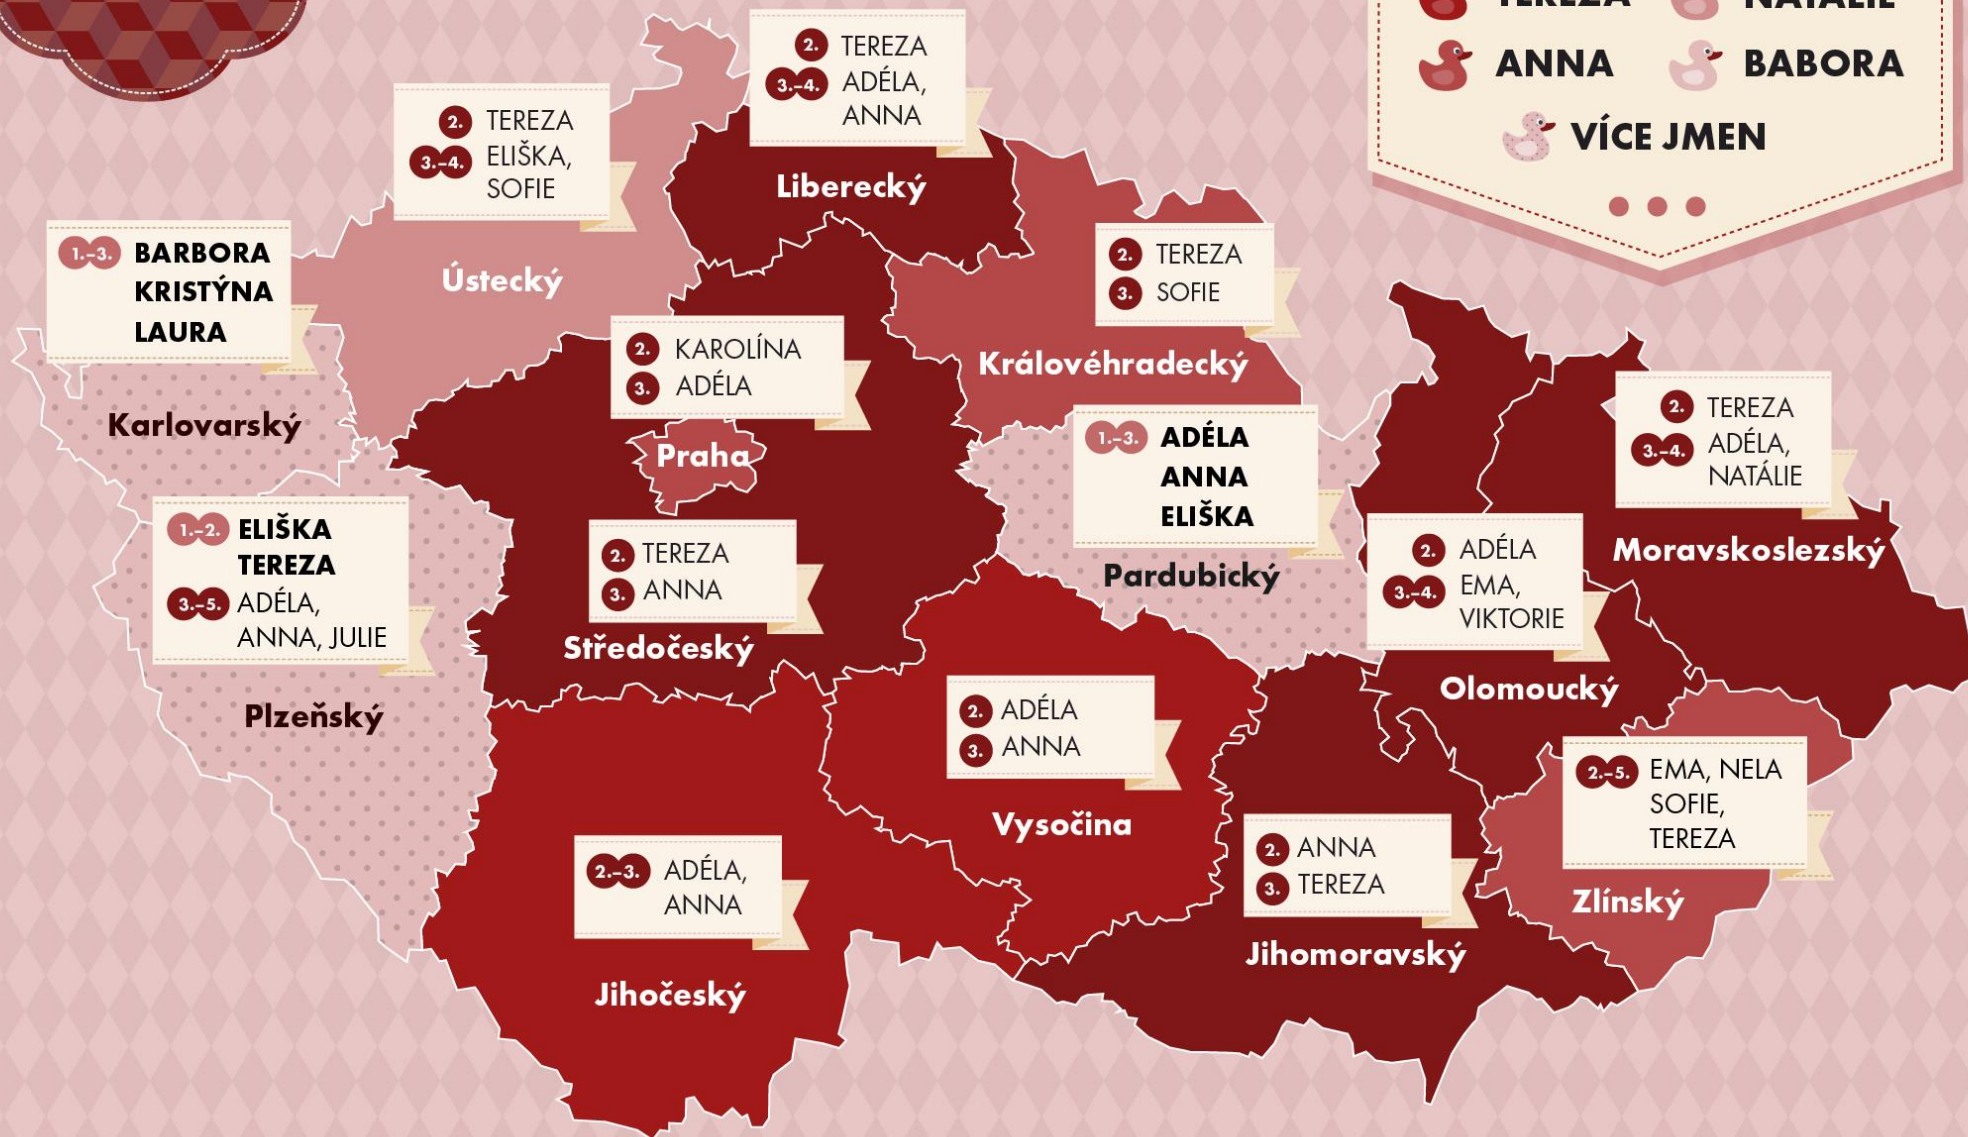 TEREZA NATÁLIE
ANNA BABORA
VÍCE JMEN
2. TEREZA
3.-4. ADÉLA,
ANNA
Liberecký
2. TEREZA
3.-4. ELIŠKA,
SOFIE
Ústecký
1.-3. BARBORA
KRISTÝNA
LAURA
Karlovarský
2. TEREZA
3. SOFIE
Královéhradecký
2. KAROLÍNA
3. ADÉLA
Praha
1.-3. ADÉLA
ANNA
ELIŠKA
Pardubický
2. TEREZA
3.-4. ADÉLA,
NATÁLIE
Moravskoslezský
1.-2. ELIŠKA
TEREZA
3.-5. ADÉLA,
ANNA, JULIE
Plzeňský
2. TEREZA
3. ANNA
Středočeský
2. ADÉLA
3.-4. EMA,
VIKTORIE
Olomoucký
2. ADÉLA
3. ANNA
Vysočina
2.-5. EMA, NELA
SOFIE,
TEREZA
Zlínský
2.-3. ADÉLA,
ANNA
Jihočeský
2. ANNA
3. TEREZA
Jihomoravský